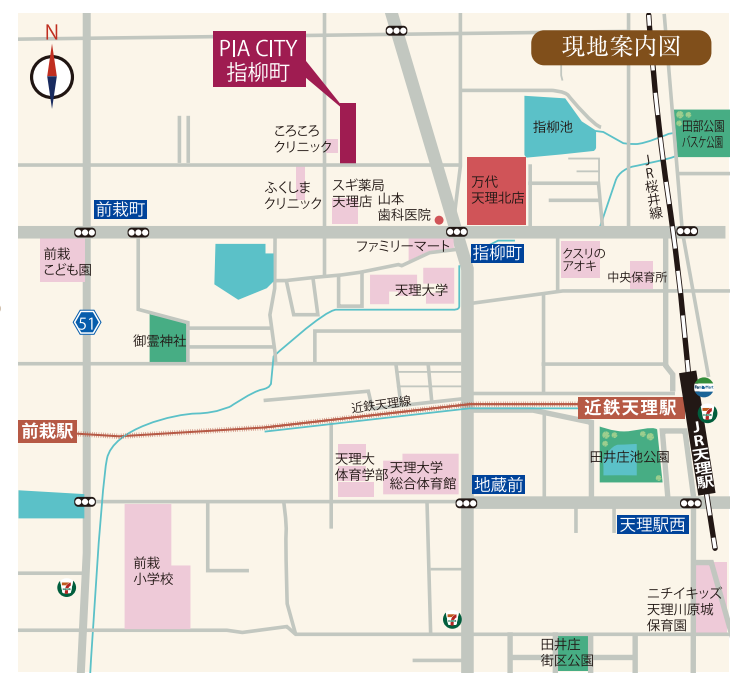 N
PIA CITY
指柳町
現地案内図
指柳池
田部公園
バスケ公園
JR桜井線
ころころ
クリニック
ふくしま
クリニック
スギ薬局
天理店
山本
歯科医院
万代
天理北店
前栽町
前栽
こども園
ファミリーマート
指柳町
クスリの
アオキ
中央保育所
天理大学
51
御霊神社
近鉄天理線
前栽駅
近鉄天理駅
FamilyMart
7
JR天理駅
田井庄池公園
天理大
体育学部
天理大学
総合体育館
地蔵前
天理駅西
前栽
小学校
7
7
ニチイキッズ
天理川原城
保育園
田井庄
街区公園